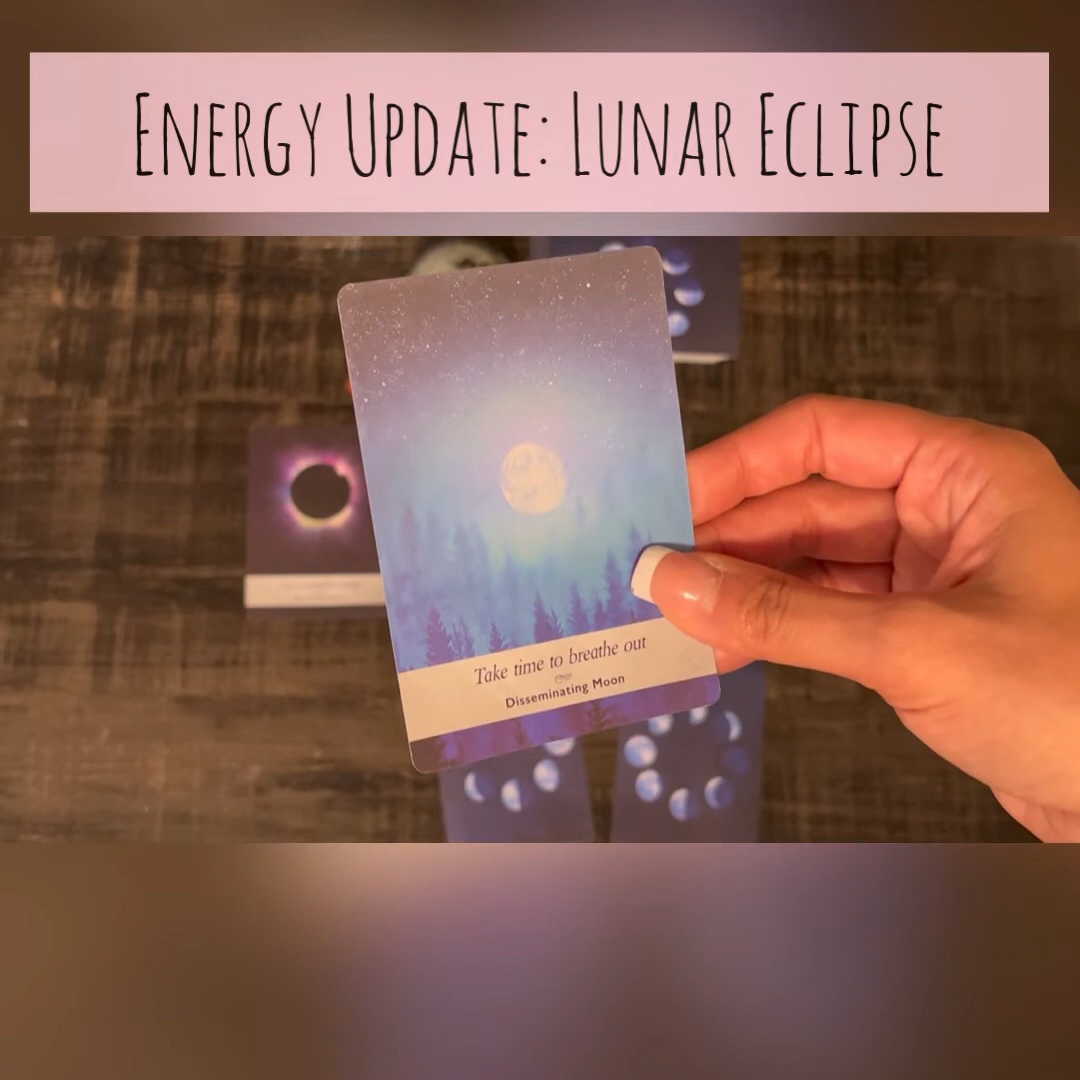 Energy Update: Lunar Eclipse
Take time to breathe out
Disseminating Moon